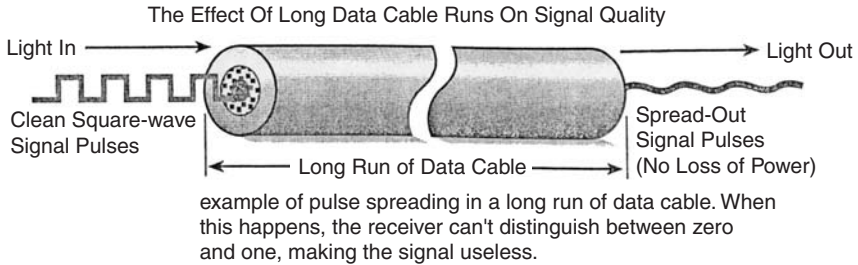 The Effect Of Long Data Cable Runs On Signal Quality
Light In
Light Out
Clean Square-wave
Signal Pulses
Spread-Out
Signal Pulses
(No Loss of Power)
Long Run of Data Cable
example of pulse spreading in a long run of data cable. When
this happens, the receiver can't distinguish between zero
and one, making the signal useless.